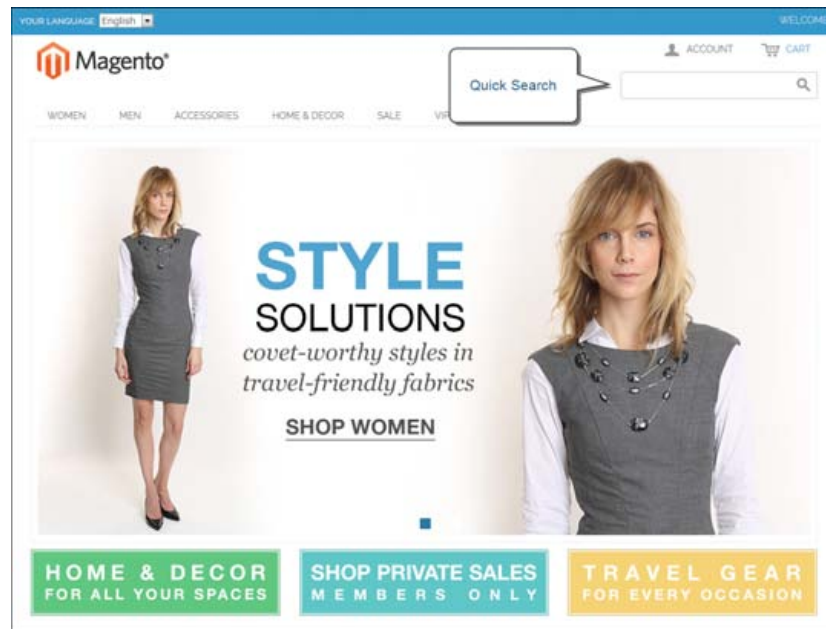 YOUR LANGUAGE: English
WELCOME
Magento®
ACCOUNT CART
Quick Search
WOMEN MEN ACCESSORIES HOME & DECOR SALE
STYLE
SOLUTIONS
covet-worthy styles in
travel-friendly fabrics
SHOP WOMEN
HOME & DECOR
FOR ALL YOUR SPACES
SHOP PRIVATE SALES
MEMBERS ONLY
TRAVEL GEAR
FOR EVERY OCCASION